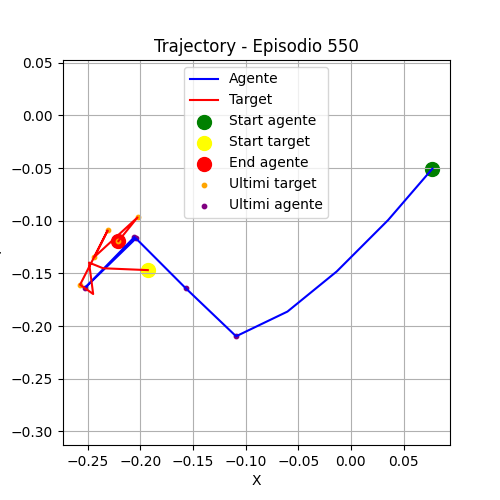 Trajectory - Episodio 550
Agente
Target
Start agente
Start target
End agente
Ultimi target
Ultimi agente
0.05
0.00
−0.05
−0.10
−0.15
−0.20
−0.25
−0.30
−0.25 −0.20 −0.15 −0.10 −0.05 0.00 0.05
X